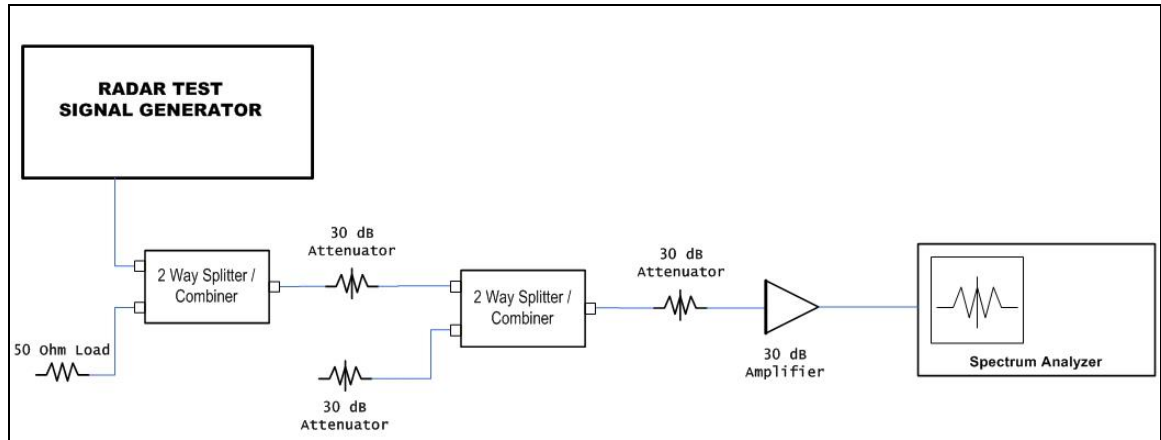 RADAR TEST
SIGNAL GENERATOR
30 dB
Attenuator
30 dB
Attenuator
2 Way Splitter /
Combiner
2 Way Splitter /
Combiner
50 Ohm Load
30 dB
Amplifier
Spectrum Analyzer
30 dB
Attenuator